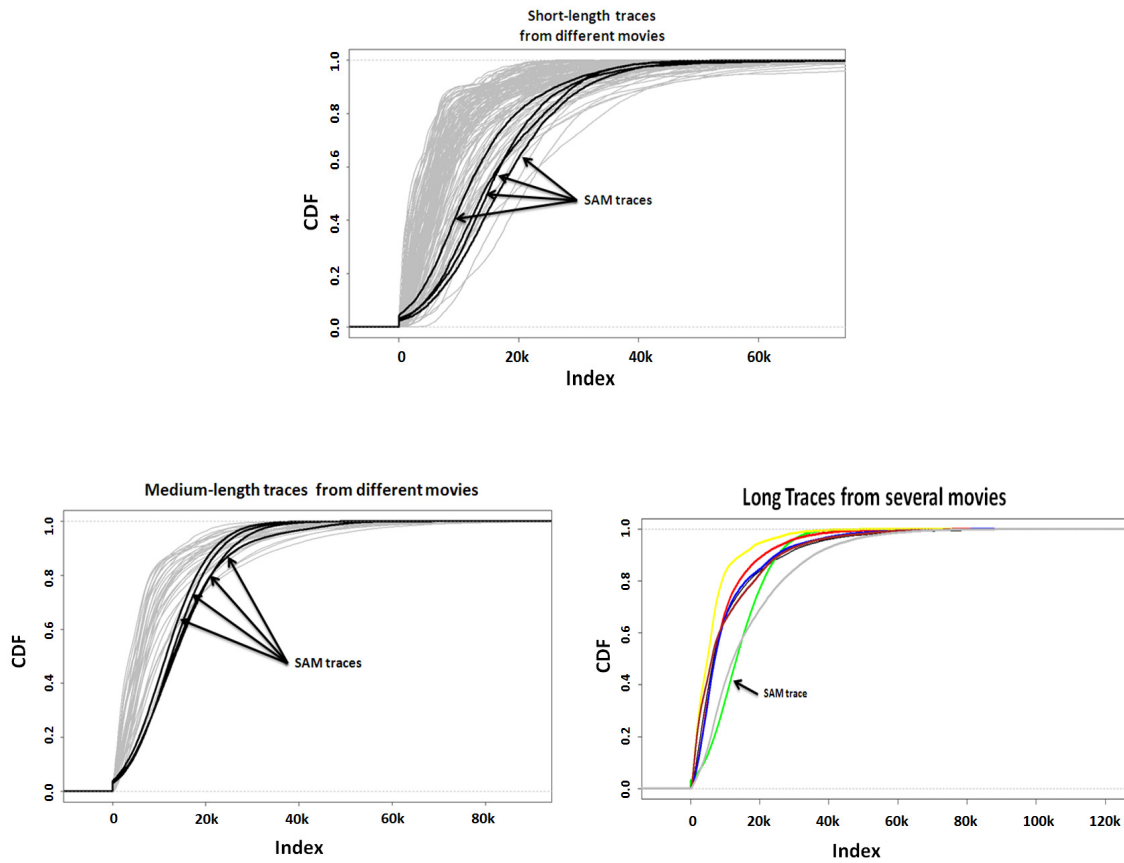 Short-length traces
from different movies
CDF
1.0
0.8
0.6
0.4
0.2
0.0
SAM traces
0 20k 40k 60k
Index
Medium-length traces from different movies
CDF
1.0
0.8
0.6
0.4
0.2
0.0
SAM traces
0 20k 40k 60k 80k
Index
Long Traces from several movies
CDF
1.0
0.8
0.6
0.4
0.2
0.0
SAM trace
0 20k 40k 60k 80k 100k 120k
Index